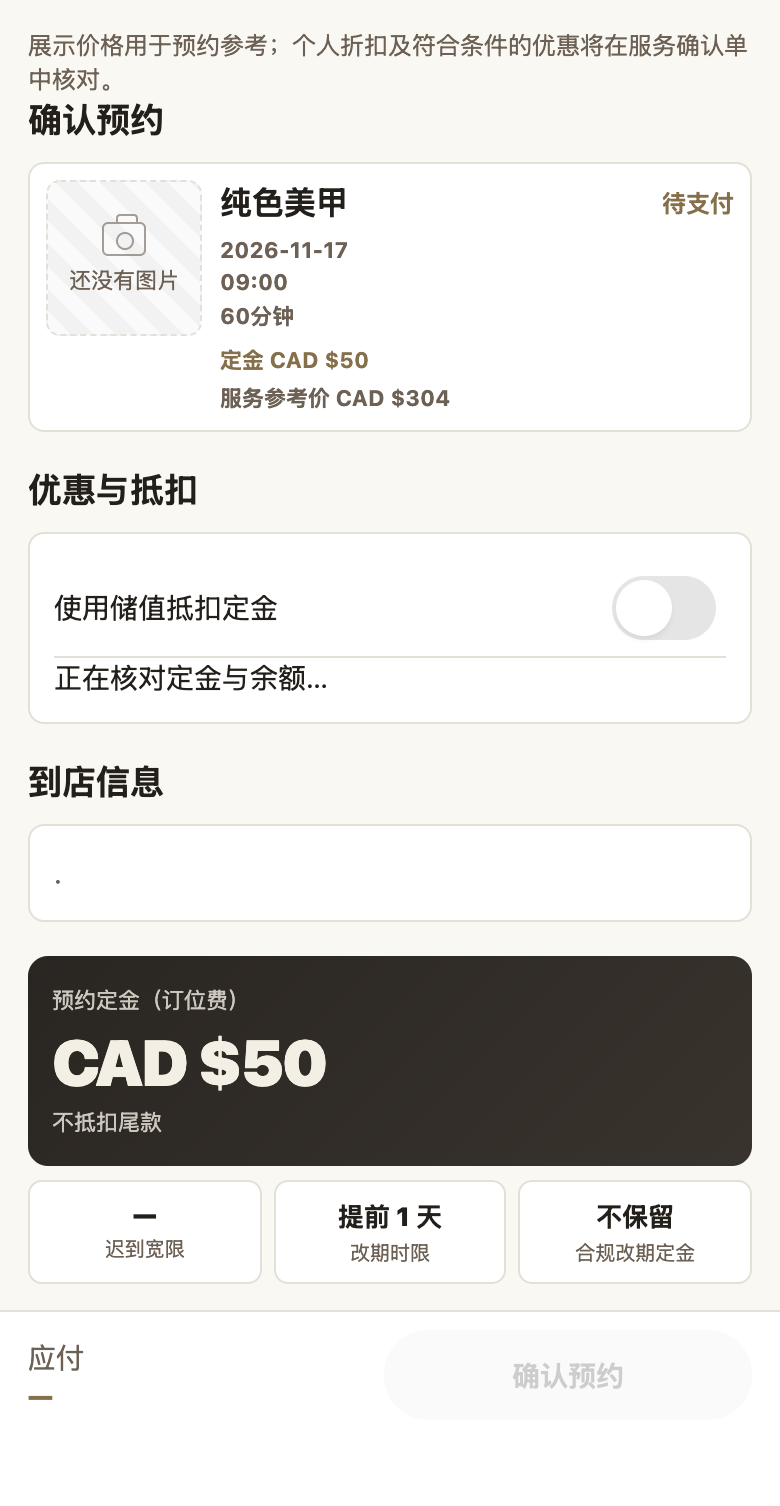 展示价格用于预约参考；个人折扣及符合条件的优惠将在服务确认单
中核对。
确认预约
还没有图片
纯色美甲
待支付
2026-11-17
09:00
60分钟
定金 CAD $50
服务参考价 CAD $304
优惠与抵扣
使用储值抵扣定金
正在核对定金与余额...
到店信息
.
预约定金（订位费）
CAD $50
不抵扣尾款
—
迟到宽限
提前 1 天
改期时限
不保留
合规改期定金
应付
—
确认预约